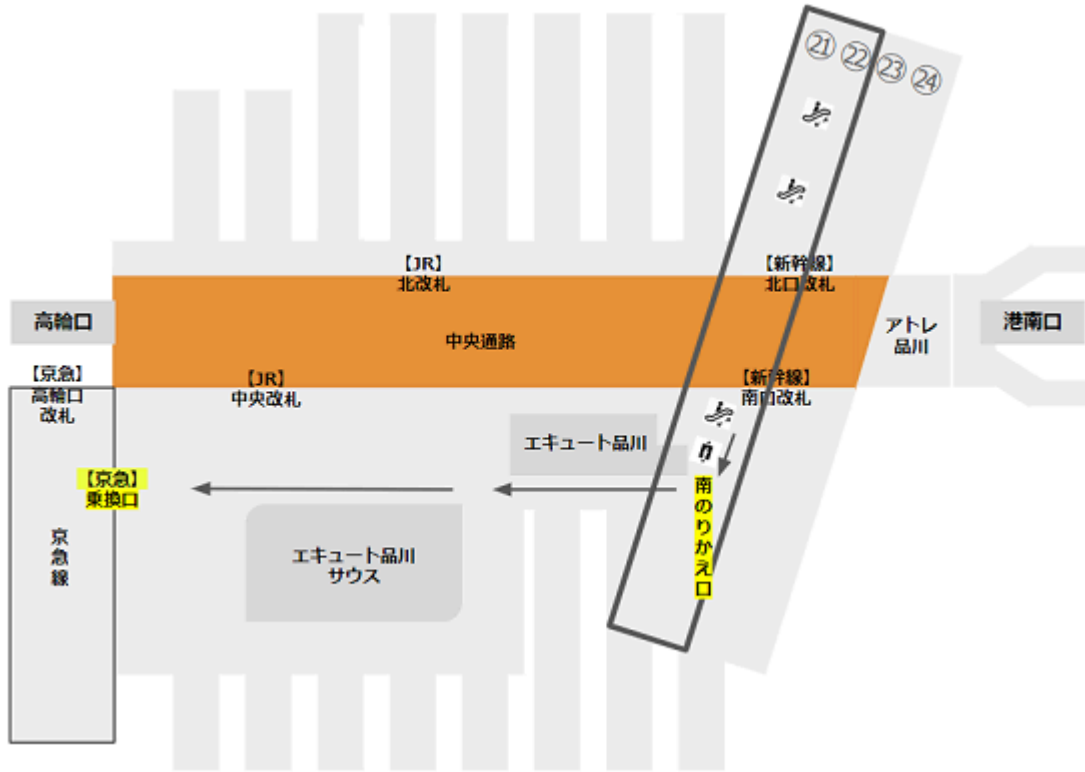 ㉑ ㉒ ㉓ ㉔
【JR】
北改札
【新幹線】
北口改札
高輪口
中央通路
アトレ
品川
港南口
【京急】
高輪口
改札
【JR】
中央改札
【新幹線】
南口改札
エキュート品川
【京急】
乗換口
南のりかえ口
京急線
エキュート品川
サウス